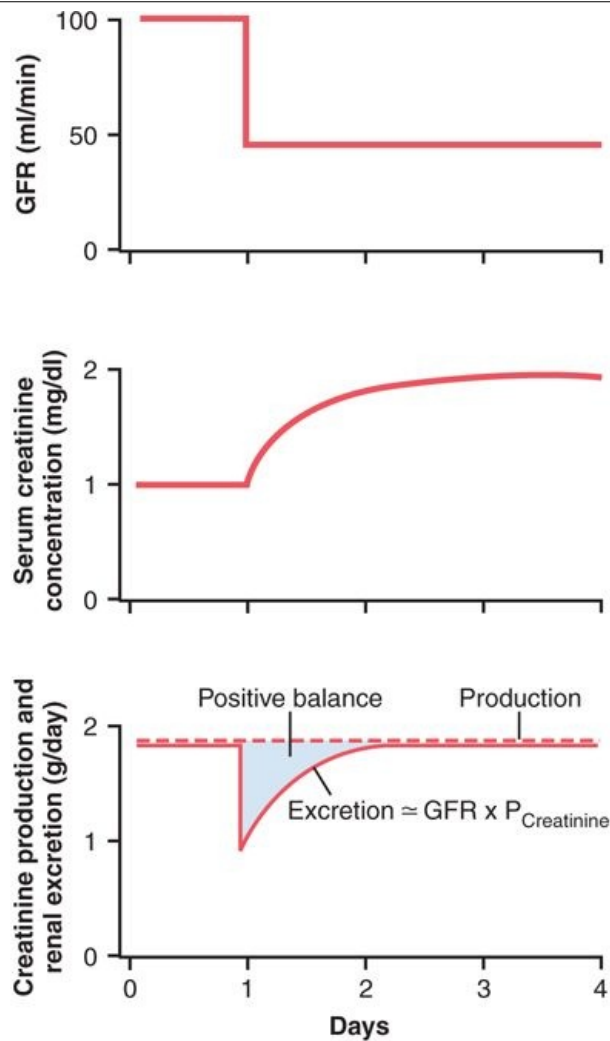 GFR (ml/min)
100
50
0
Serum creatinine
concentration (mg/dl)
2
1
0
Creatinine production and
renal excretion (g/day)
2
1
0
Positive balance
Production
Excretion ≃ GFR x PCreatinine
0 1 2 3 4
Days